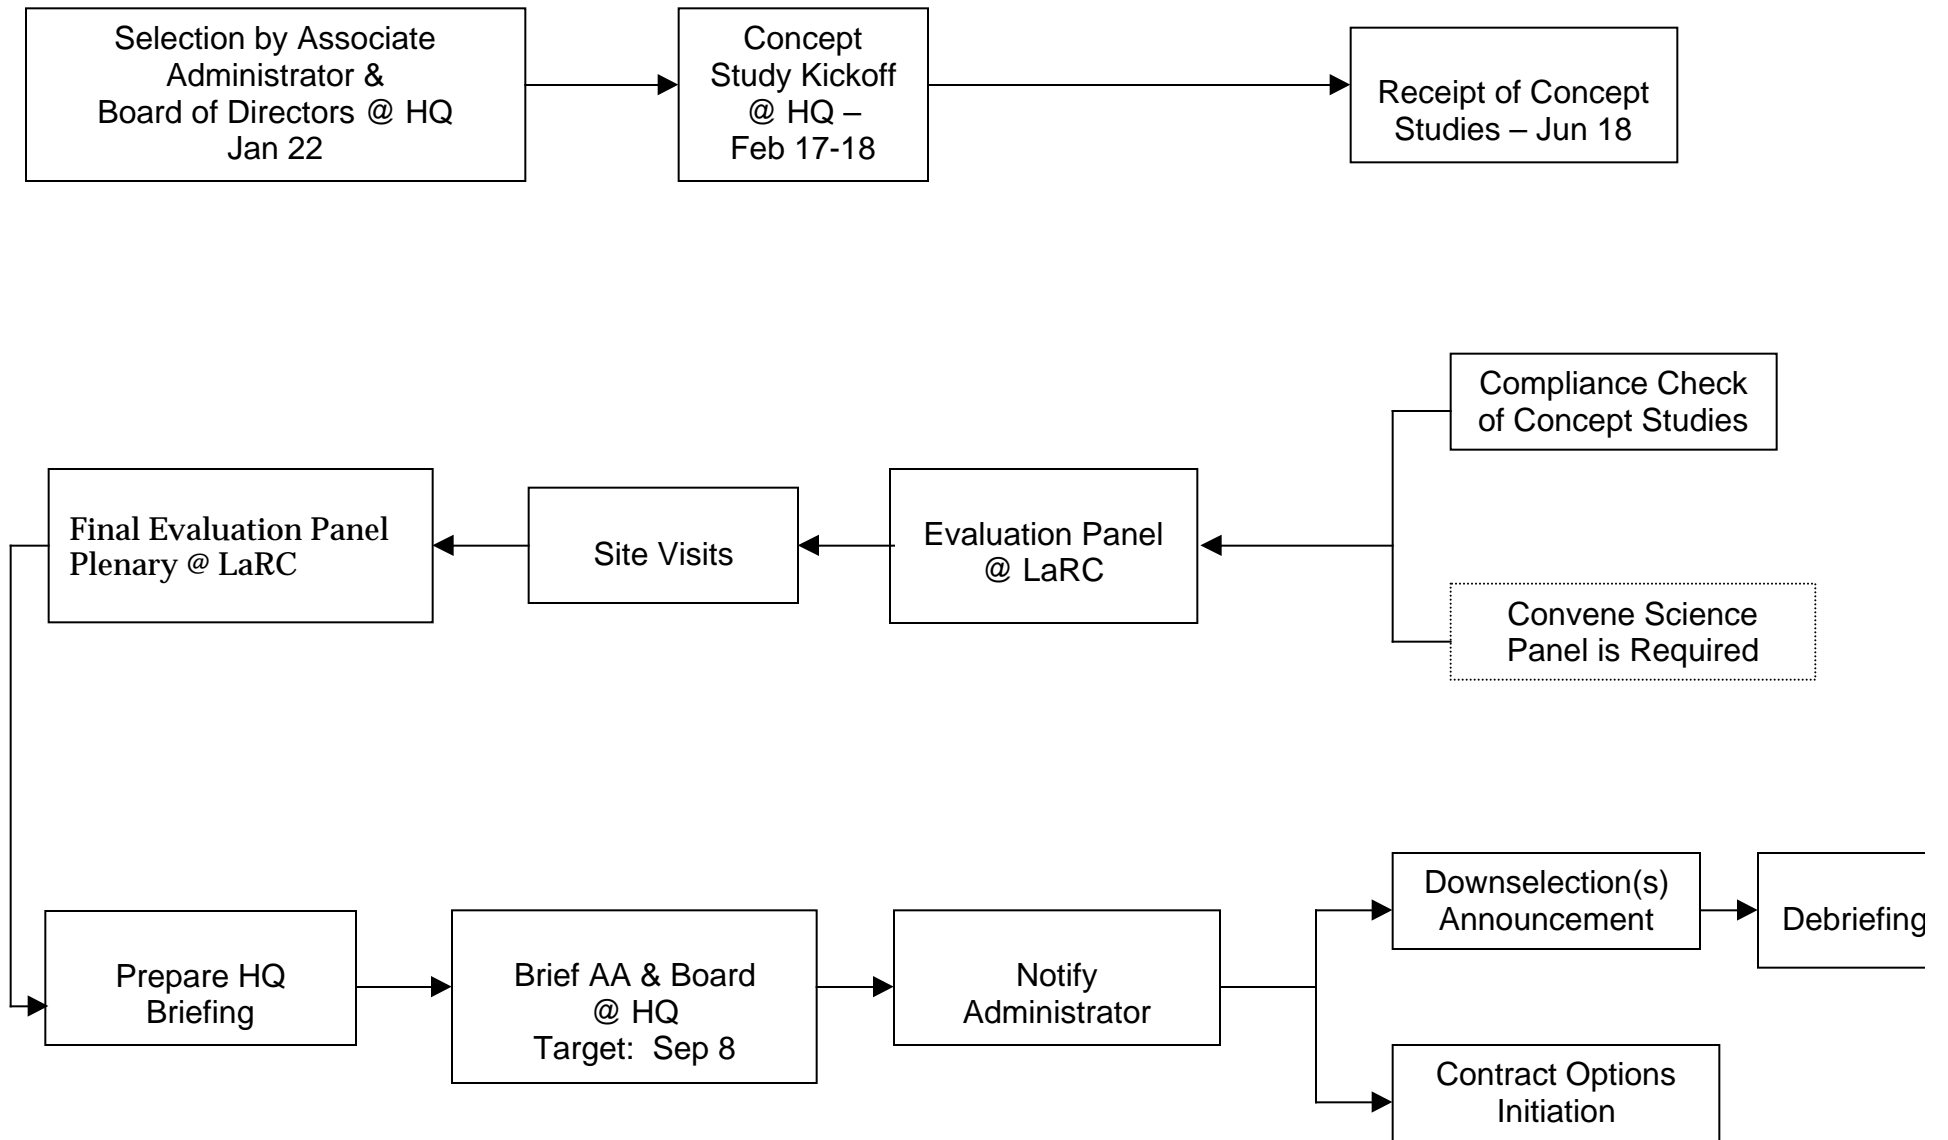 Selection by Associate
Administrator &
Board of Directors @ HQ
Jan 22
Concept
Study Kickoff
@ HQ –
Feb 17-18
Receipt of Concept
Studies – Jun 18
Compliance Check
of Concept Studies
Convene Science
Panel is Required
Evaluation Panel
@ LaRC
Site Visits
Final Evaluation Panel
Plenary @ LaRC
Prepare HQ
Briefing
Brief AA & Board
@ HQ
Target: Sep 8
Notify
Administrator
Downselection(s)
Announcement
Debriefing
Contract Options
Initiation